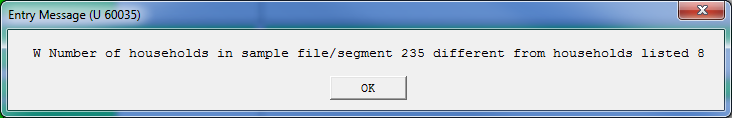 Entry Message (U 60035)
W Number of households in sample file/segment 235 different from households listed 8
OK